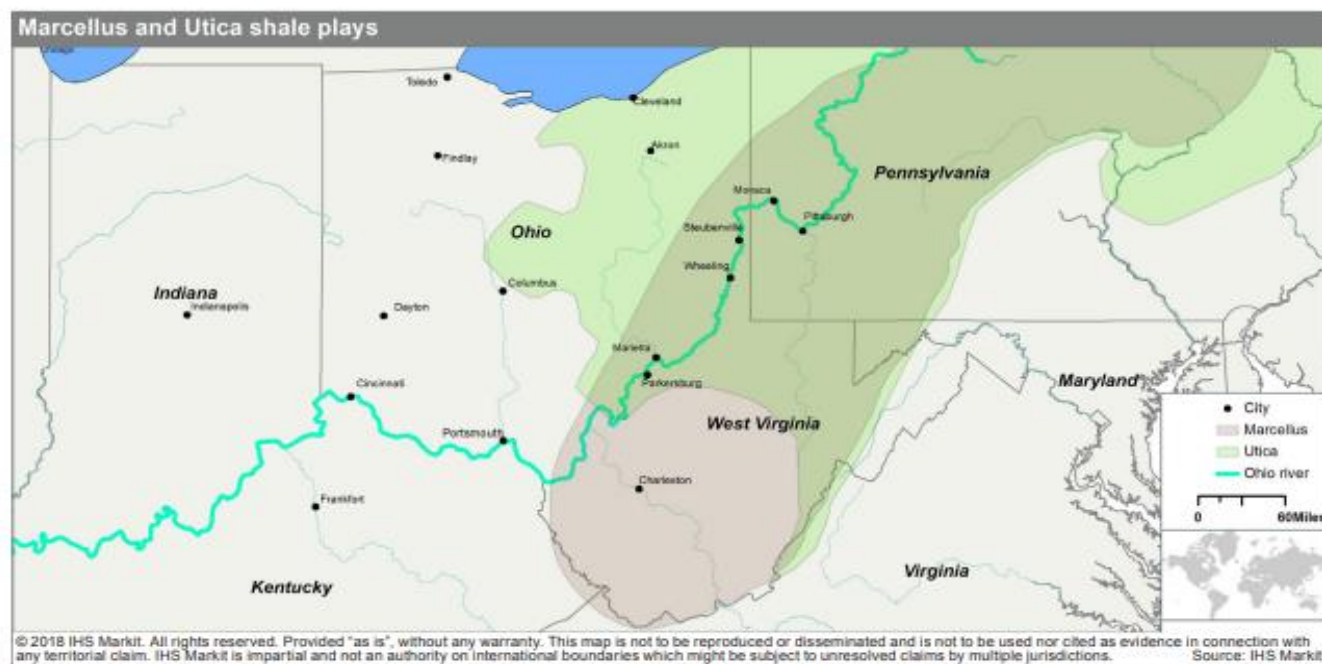 Marcellus and Utica shale plays
Chicago
Toledo
Cleveland
Findlay
Akron
Pennsylvania
Monaca
Pittsburgh
Ohio
Steubenville
Wheeling
Columbus
Indiana
Indianapolis
Dayton
Marietta
Parkersburg
Maryland
Cincinnati
West Virginia
Portsmouth
Charleston
Frankfort
Virginia
Kentucky
City
Marcellus
Utica
Ohio river
0 60Miles
© 2018 IHS Markit. All rights reserved. Provided "as is", without any warranty. This map is not to be reproduced or disseminated and is not to be used nor cited as evidence in connection with
any territorial claim. IHS Markit is impartial and not an authority on international boundaries which might be subject to unresolved claims by multiple jurisdictions. Source: IHS Markit